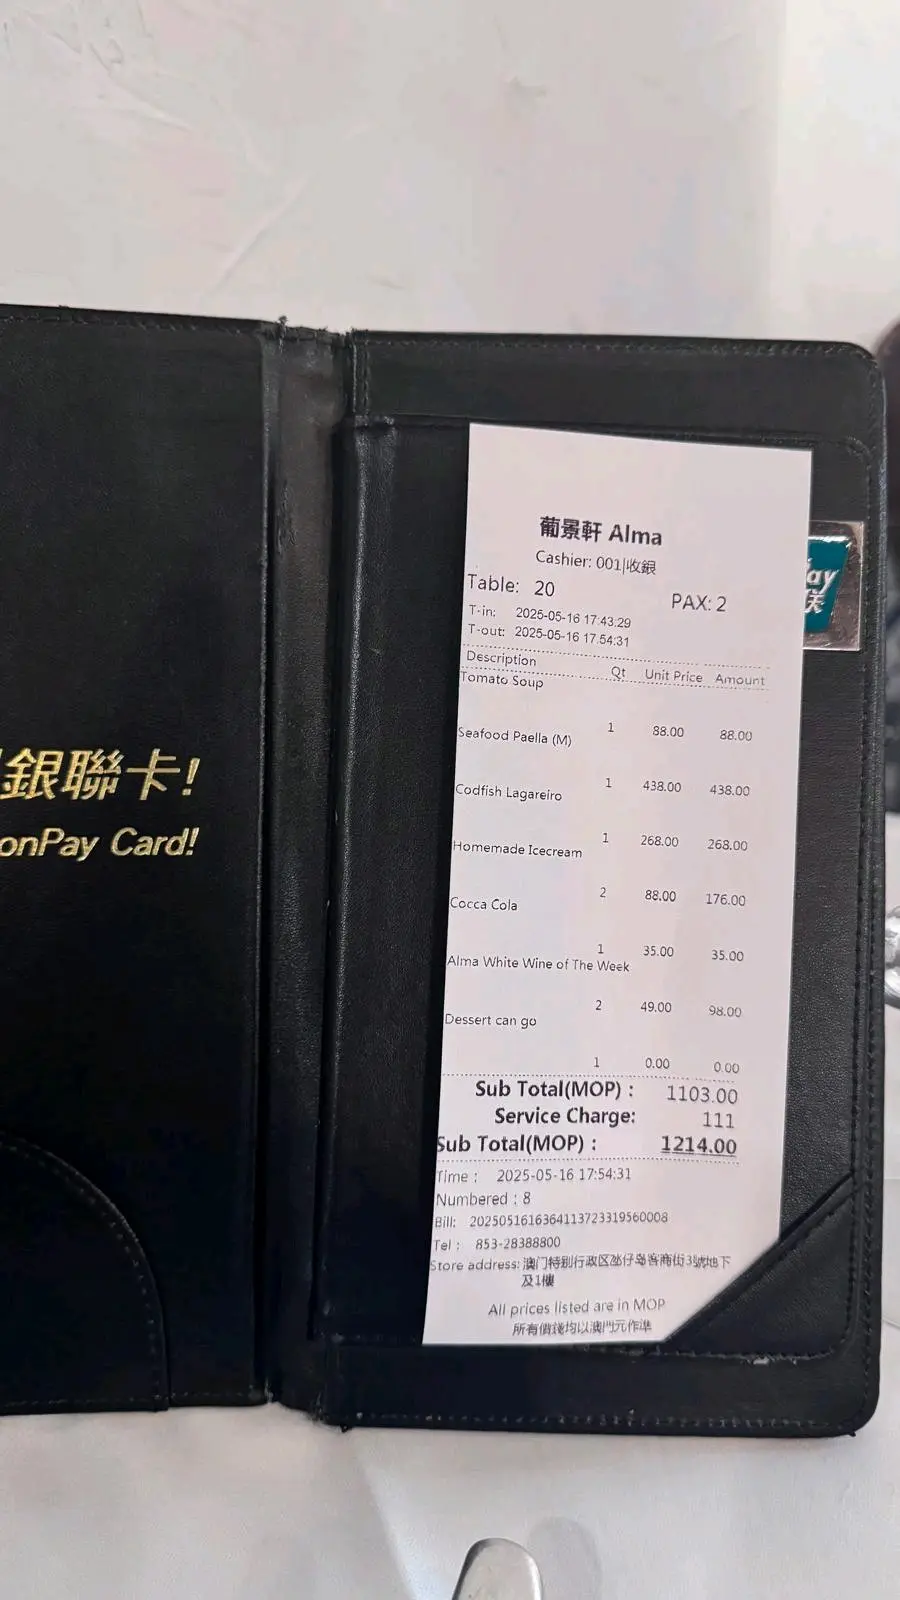 銀聯卡!
onPay Card!
ay
葡景軒 Alma
Cashier: 001|收銀
Table: 20 PAX: 2
T-in: 2025-05-16 17:43:29
T-out: 2025-05-16 17:54:31
Description Qt Unit Price Amount
Tomato Soup
1 88.00 88.00
Seafood Paella (M)
1 438.00 438.00
Codfish Lagareiro
1 268.00 268.00
Homemade Icecream
2 88.00 176.00
Cocca Cola
1 35.00 35.00
Alma White Wine of The Week
2 49.00 98.00
Dessert can go
1 0.00 0.00
Sub Total(MOP) : 1103.00
Service Charge: 111
Sub Total(MOP) : 1214.00
Time : 2025-05-16 17:54:31
Numbered : 8
Bill: 2025051616364113723319560008
Tel : 853-28388800
Store address: 澳门特别行政区氹仔岛客商街3號地下
及1樓
All prices listed are in MOP
所有價錢均以澳門元作準